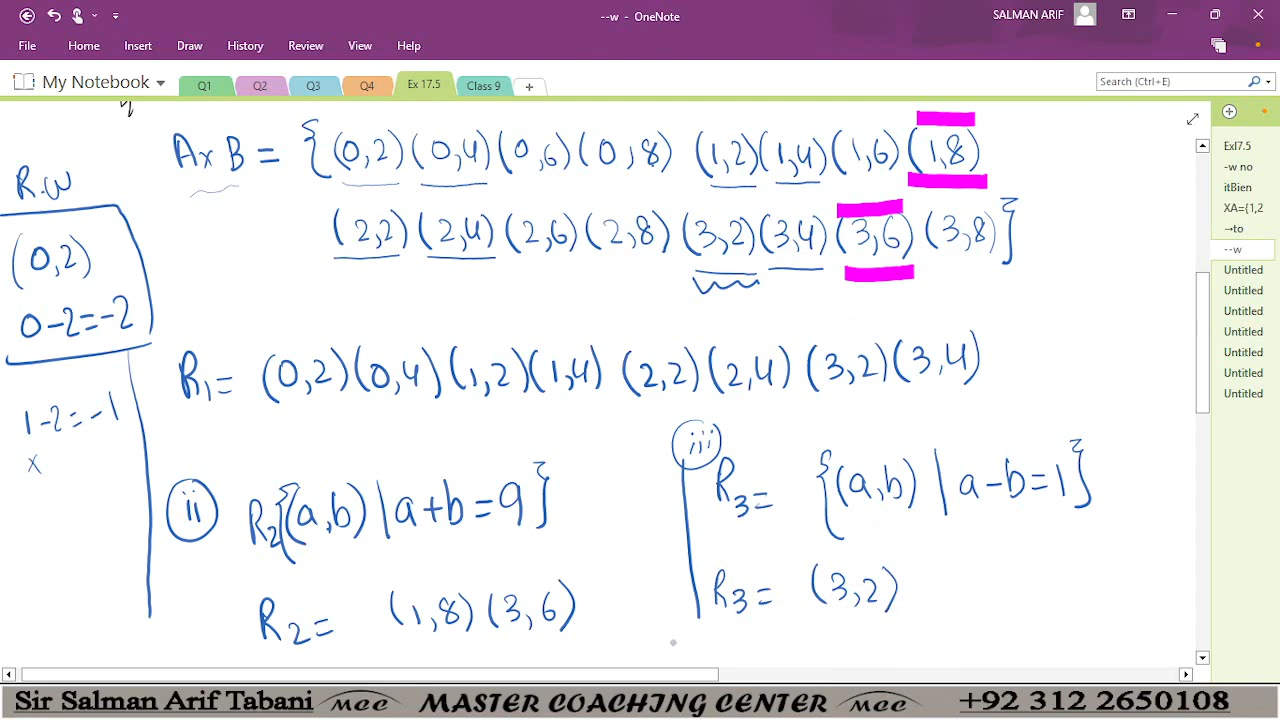 --w - OneNote
SALMAN ARIF
File Home Insert Draw History Review View Help
My Notebook Q1 Q2 Q3 Q4 Ex 17.5 Class 9 +
Search (Ctrl+E)
A x B = {(0,2)(0,4)(0,6)(0,8) (1,2)(1,4)(1,6)(1,8)
(2,2)(2,4)(2,6)(2,8)(3,2)(3,4)(3,6)(3,8)}
R.W
(0,2)
0-2=-2
1-2=-1
x
R1= (0,2)(0,4)(1,2)(1,4)(2,2)(2,4)(3,2)(3,4)
ii R2{(a,b)|a+b=9}
R2= (1,8)(3,6)
iii
R3= {(a,b)|a-b=1}
R3= (3,2)
ExI7.5
-w no
itBien
XA={1,2
→to
--w
Untitled
Untitled
Untitled
Untitled
Untitled
Untitled
Untitled
Sir Salman Arif Tabani mcc MASTER COACHING CENTER mcc +92 312 2650108